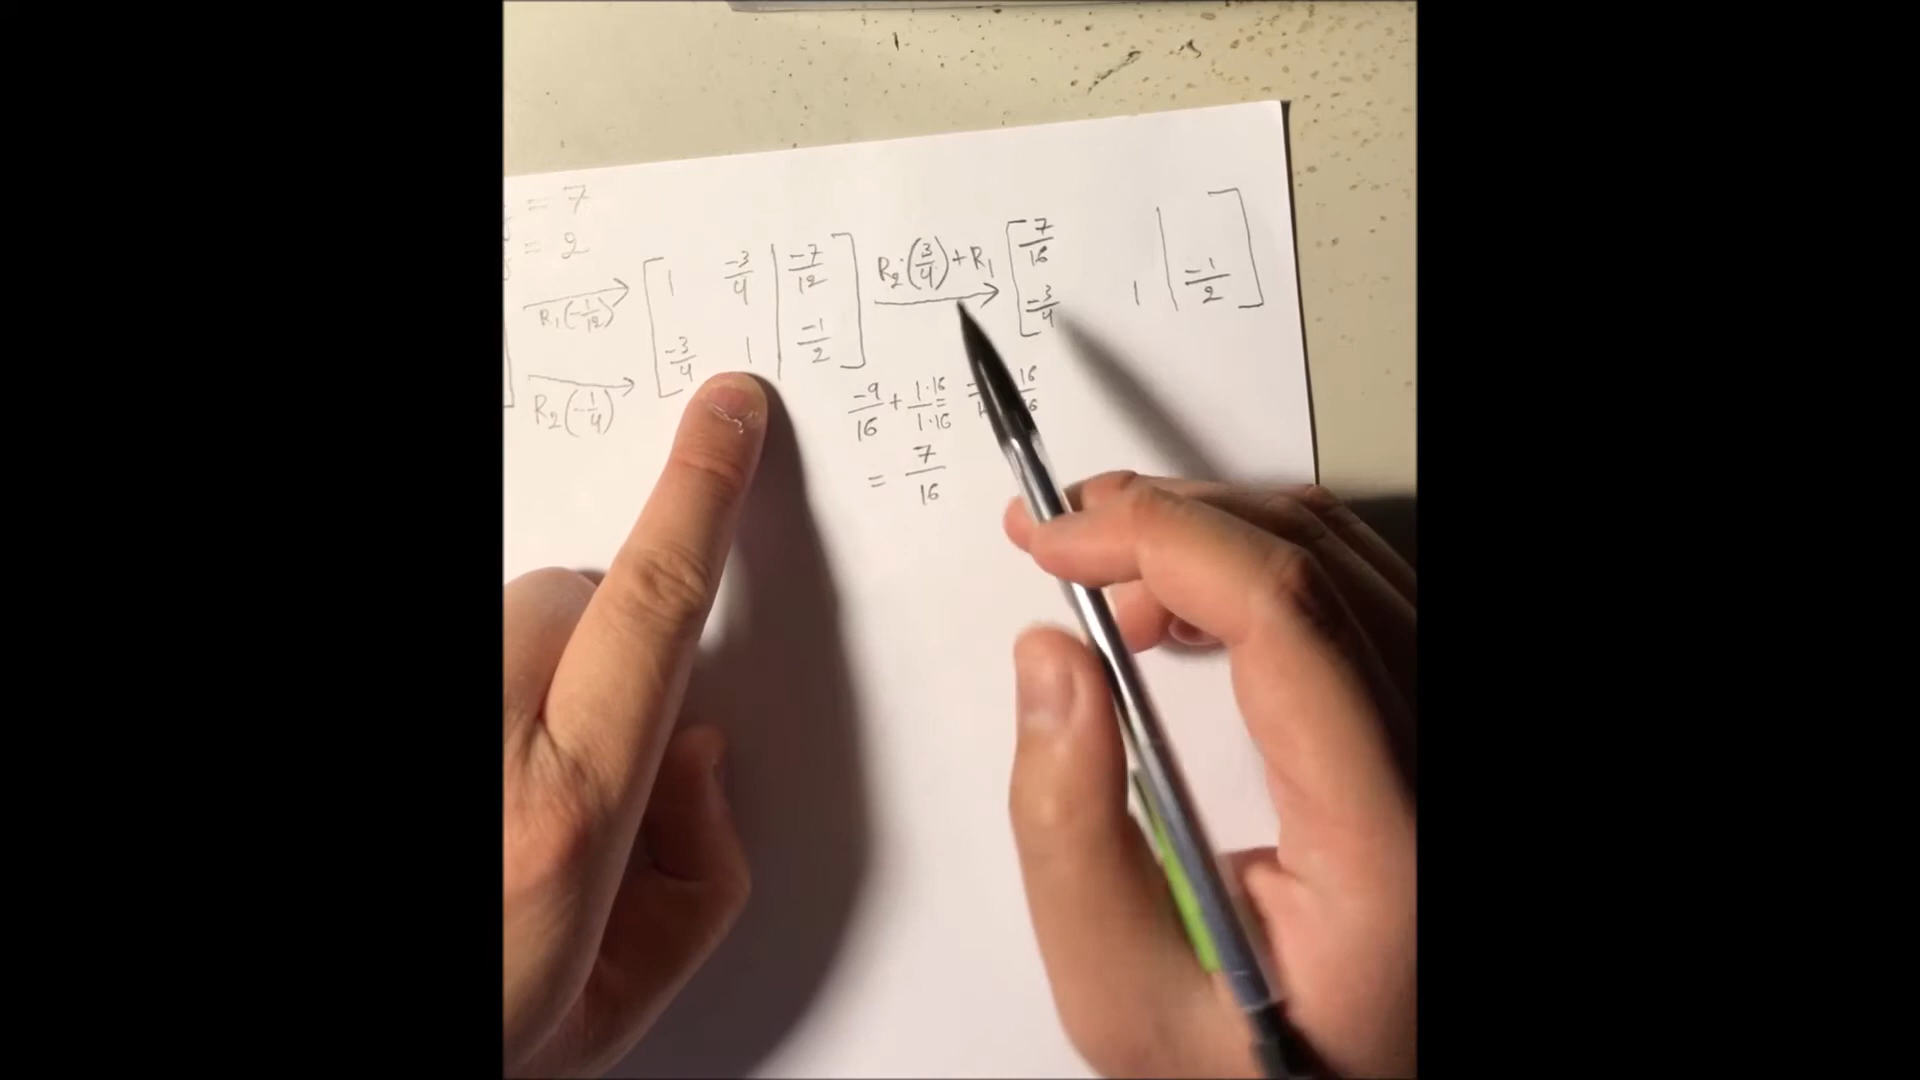 = 7
= 2
R₁(-1/12)
R₂(-1/4)
[ 1 -3/4 | -7/12 ]
[ -3/4 1 | -1/2 ]
R₂·(3/4)+R₁
[ 7/16 | ]
[ -3/4 1 | -1/2 ]
-9/16 + 1·16/1·16 =
= 7/16